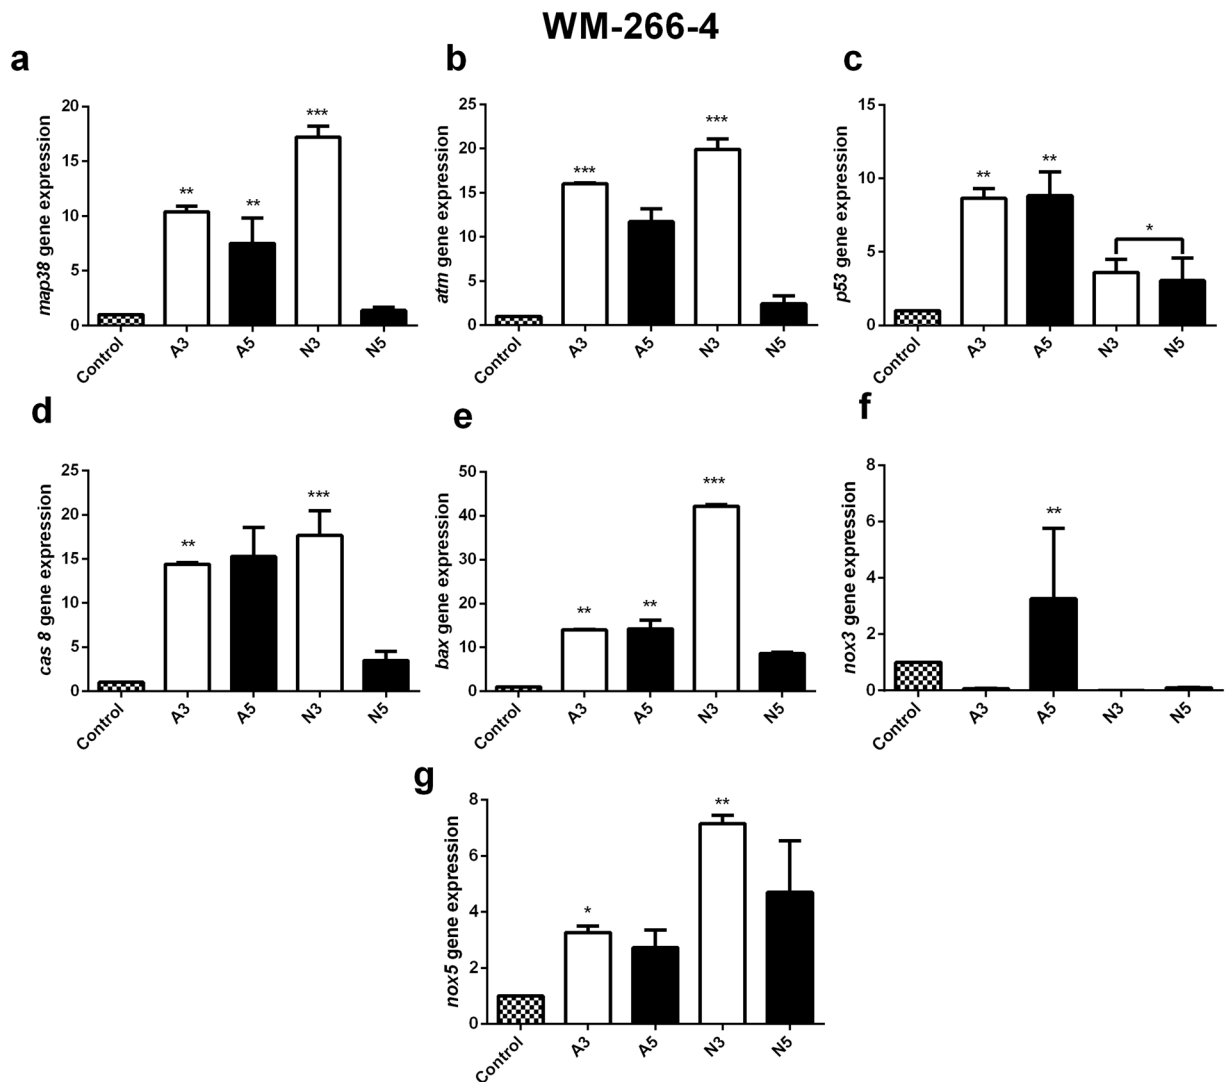 WM-266-4
a
map38 gene expression
20
15
10
5
0
**
**
***
Control
A3
A5
N3
N5
b
atm gene expression
25
20
15
10
5
0
***
***
Control
A3
A5
N3
N5
c
p53 gene expression
15
10
5
0
**
**
*
Control
A3
A5
N3
N5
d
cas 8 gene expression
25
20
15
10
5
0
**
***
Control
A3
A5
N3
N5
e
bax gene expression
50
40
30
20
10
0
**
**
***
Control
A3
A5
N3
N5
f
nox3 gene expression
8
6
4
2
0
**
Control
A3
A5
N3
N5
g
nox5 gene expression
8
6
4
2
0
*
**
Control
A3
A5
N3
N5